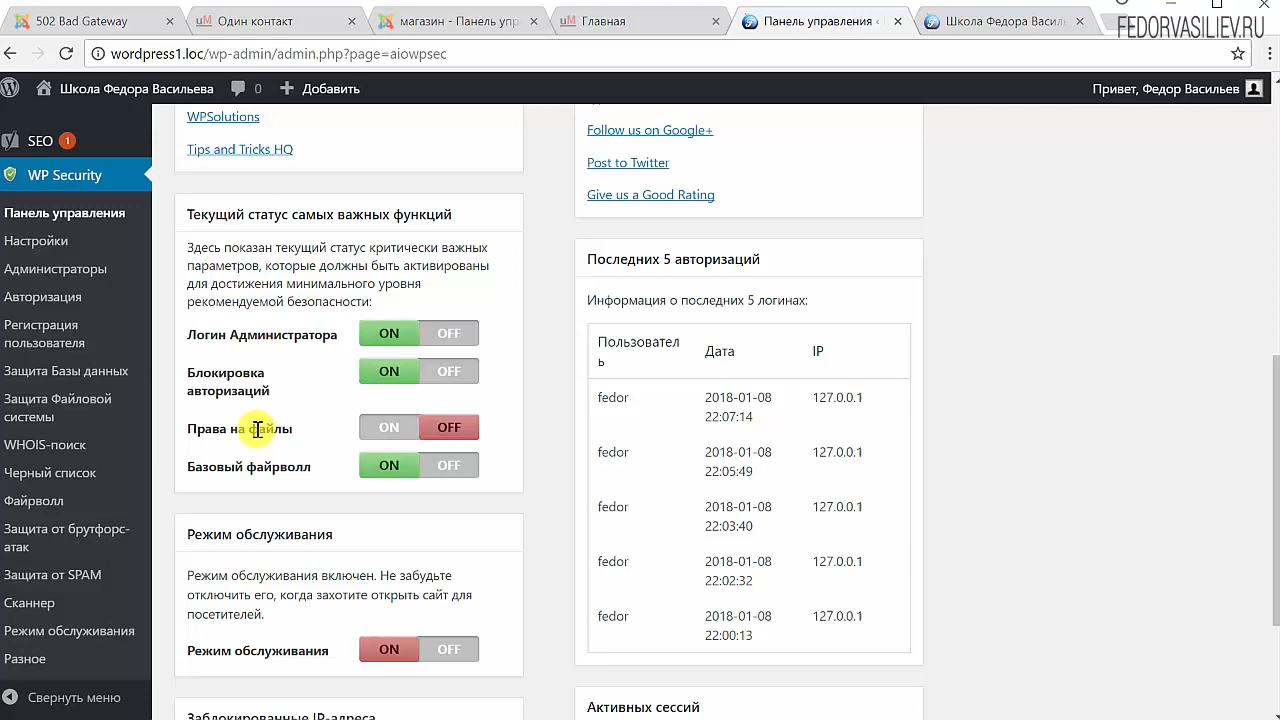 502 Bad Gateway
Один контакт
магазин - Панель упр
Главная
Панель управления ‹
Школа Федора Василь
FEDORVASILIEV.RU
wordpress1.loc/wp-admin/admin.php?page=aiowpsec
Школа Федора Васильева
0
Добавить
Привет, Федор Васильев
SEO 1
WP Security
Панель управления
Настройки
Администраторы
Авторизация
Регистрация
пользователя
Защита Базы данных
Защита Файловой
системы
WHOIS-поиск
Черный список
Файрволл
Защита от брутфорс-
атак
Защита от SPAM
Сканнер
Режим обслуживания
Разное
Свернуть меню
WPSolutions
Tips and Tricks HQ
Текущий статус самых важных функций
Здесь показан текущий статус критически важных
параметров, которые должны быть активированы
для достижения минимального уровня
рекомендуемой безопасности:
Логин Администратора ON OFF
Блокировка
авторизаций ON OFF
Права на файлы ON OFF
Базовый файрволл ON OFF
Режим обслуживания
Режим обслуживания включен. Не забудьте
отключить его, когда захотите открыть сайт для
посетителей.
Режим обслуживания ON OFF
Заблокированные IP-адреса
Follow us on Google+
Post to Twitter
Give us a Good Rating
Последних 5 авторизаций
Информация о последних 5 логинах:
Пользовател
ь
Дата
IP
fedor 2018-01-08 127.0.0.1
22:07:14
fedor 2018-01-08 127.0.0.1
22:05:49
fedor 2018-01-08 127.0.0.1
22:03:40
fedor 2018-01-08 127.0.0.1
22:02:32
fedor 2018-01-08 127.0.0.1
22:00:13
Активных сессий